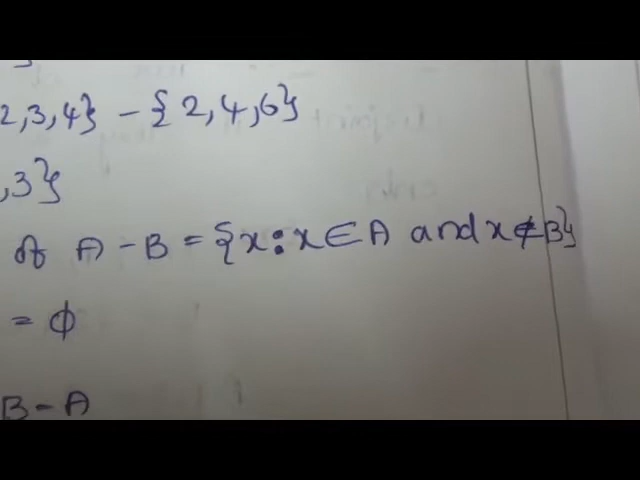 2,3,4} - {2,4,6}
,3}
of A - B = {x : x ∈ A and x ∉ B}
= ϕ
B - A